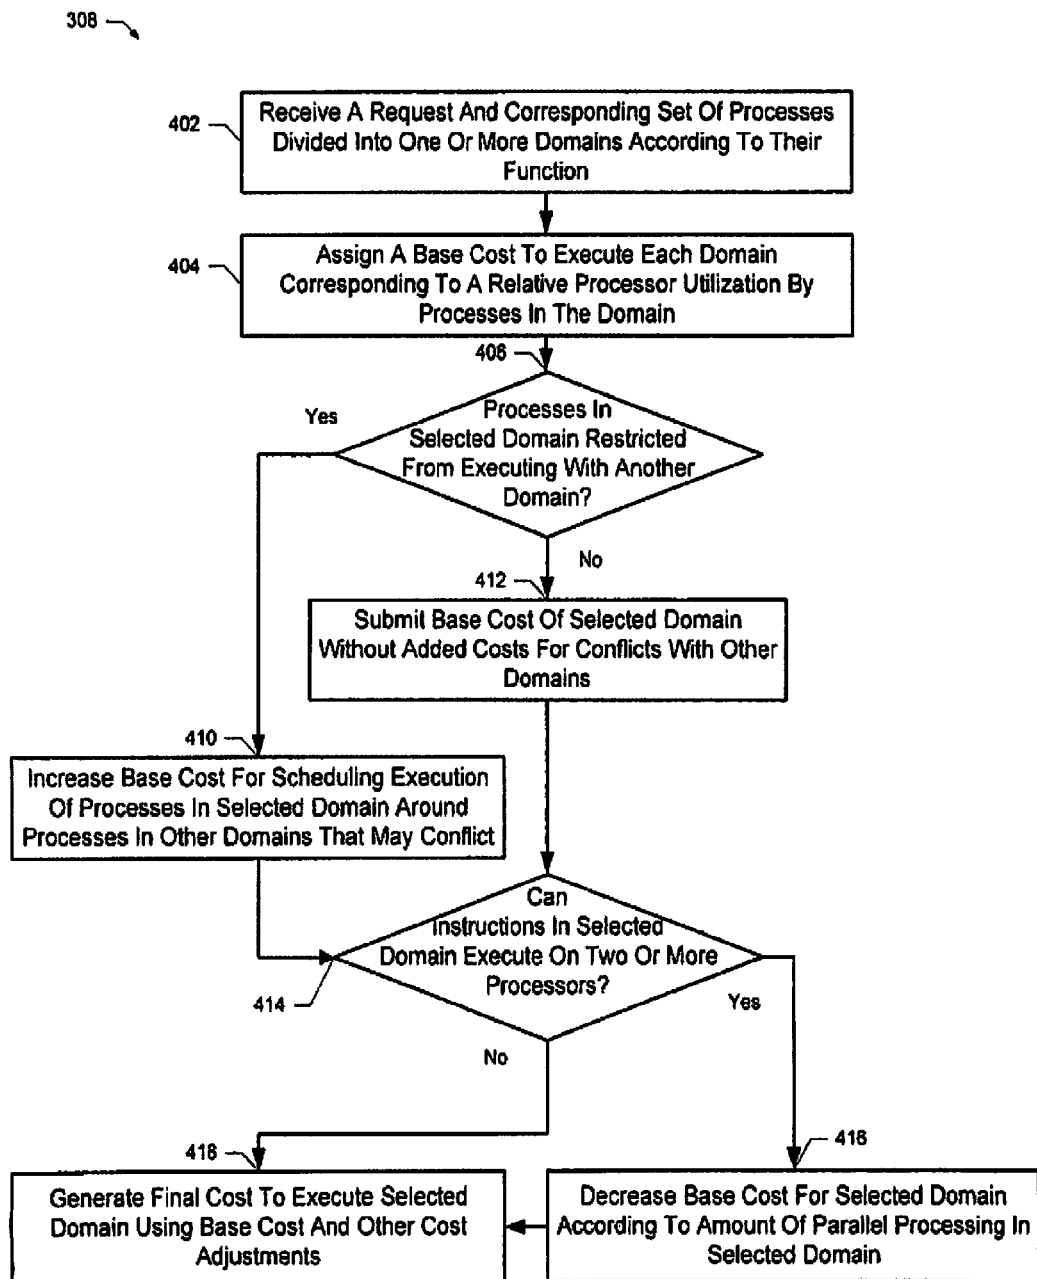 308
402
Receive A Request And Corresponding Set Of Processes
Divided Into One Or More Domains According To Their
Function
404
Assign A Base Cost To Execute Each Domain
Corresponding To A Relative Processor Utilization By
Processes In The Domain
406
Yes
Processes In
Selected Domain Restricted
From Executing With Another
Domain?
No
412
Submit Base Cost Of Selected Domain
Without Added Costs For Conflicts With Other
Domains
410
Increase Base Cost For Scheduling Execution
Of Processes In Selected Domain Around
Processes In Other Domains That May Conflict
Can
Instructions In Selected
Domain Execute On Two Or More
Processors?
414
Yes
No
418
Generate Final Cost To Execute Selected
Domain Using Base Cost And Other Cost
Adjustments
416
Decrease Base Cost For Selected Domain
According To Amount Of Parallel Processing In
Selected Domain